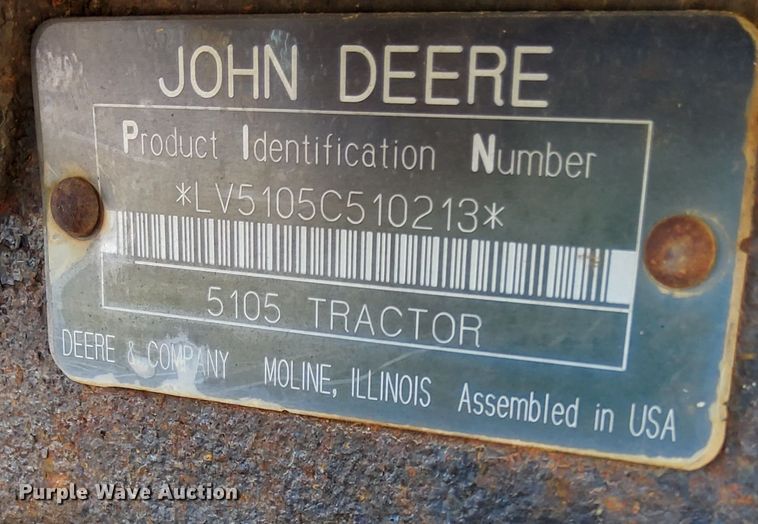 JOHN DEERE
Product Identification Number
*LV5105C510213*
5105 TRACTOR
DEERE & COMPANY MOLINE, ILLINOIS Assembled in USA
Purple Wave Auction